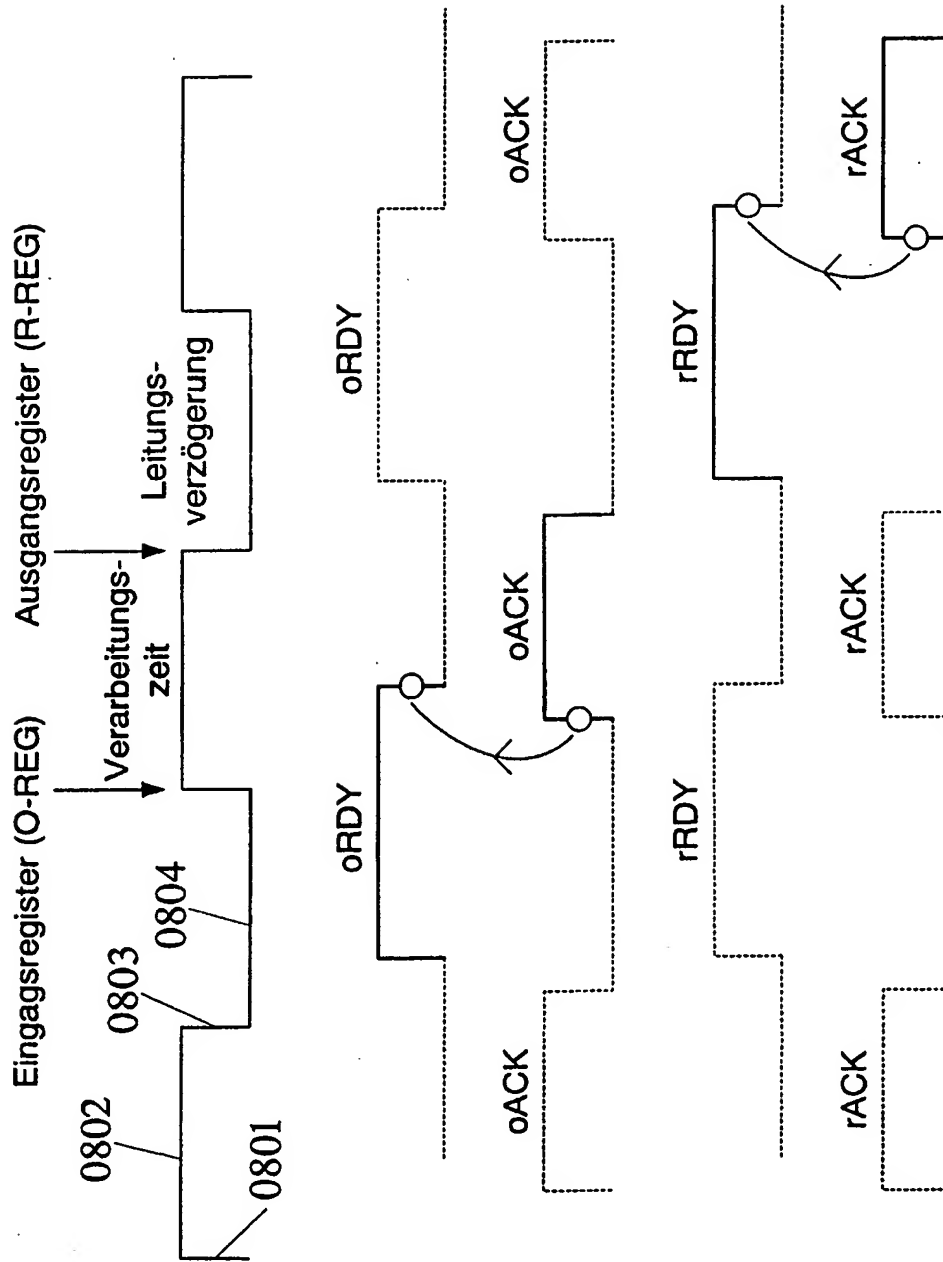 Eingagsregister (O-REG)
Ausgangsregister (R-REG)
Verarbeitungs-
zeit
Leitungs-
verzögerung
0801
0802
0803
0804
oRDY
oRDY
oACK
oACK
oACK
rRDY
rRDY
rACK
rACK
rACK